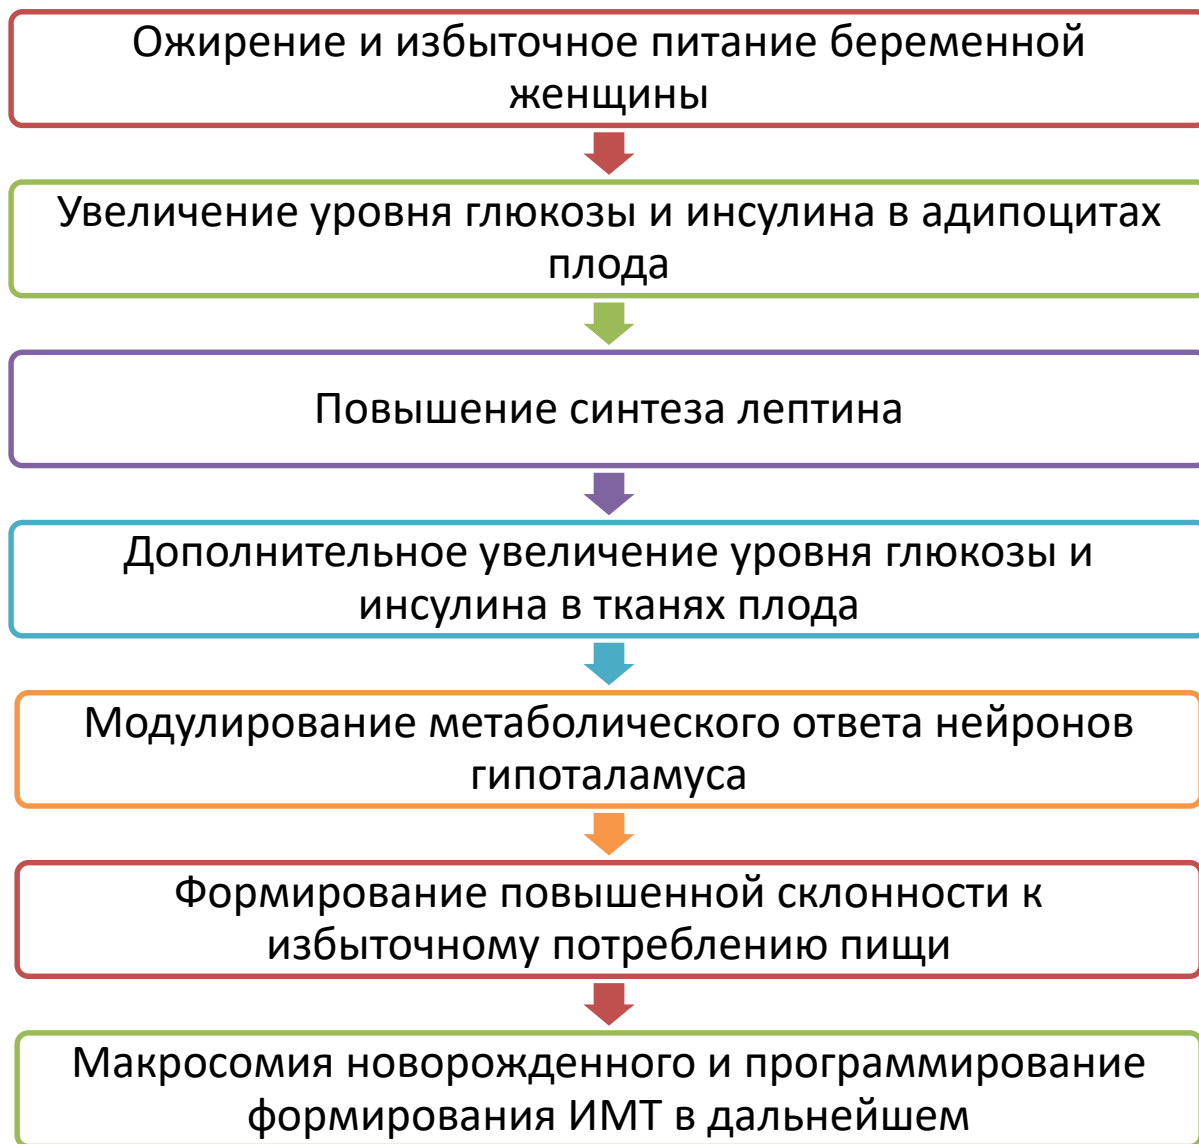 Ожирение и избыточное питание беременной
женщины
Увеличение уровня глюкозы и инсулина в адипоцитах
плода
Повышение синтеза лептина
Дополнительное увеличение уровня глюкозы и
инсулина в тканях плода
Модулирование метаболического ответа нейронов
гипоталамуса
Формирование повышенной склонности к
избыточному потреблению пищи
Макросомия новорожденного и программирование
формирования ИМТ в дальнейшем